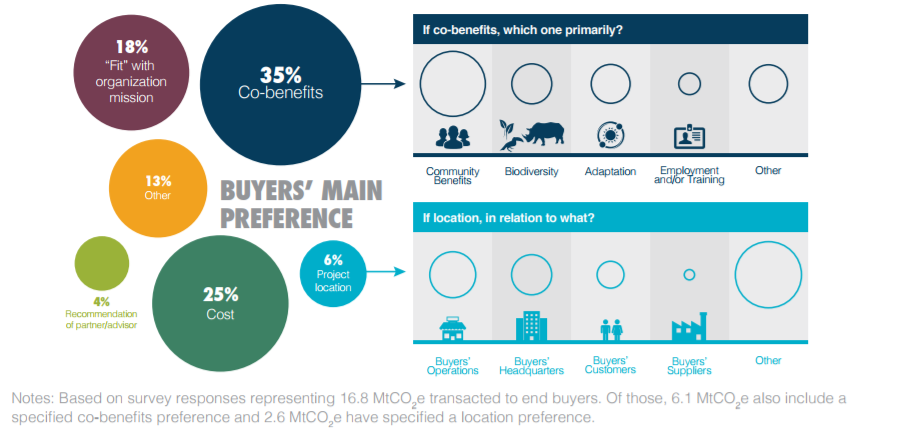 18%
“Fit” with
organization
mission
35%
Co-benefits
13%
Other
BUYERS’ MAIN
PREFERENCE
4%
Recommendation
of partner/advisor
25%
Cost
6%
Project
location
If co-benefits, which one primarily?
Community
Benefits
Biodiversity
Adaptation
Employment
and/or Training
Other
If location, in relation to what?
Buyers’
Operations
Buyers’
Headquarters
Buyers’
Customers
Buyers’
Suppliers
Other
Notes: Based on survey responses representing 16.8 MtCO2e transacted to end buyers. Of those, 6.1 MtCO2e also include a
specified co-benefits preference and 2.6 MtCO2e have specified a location preference.